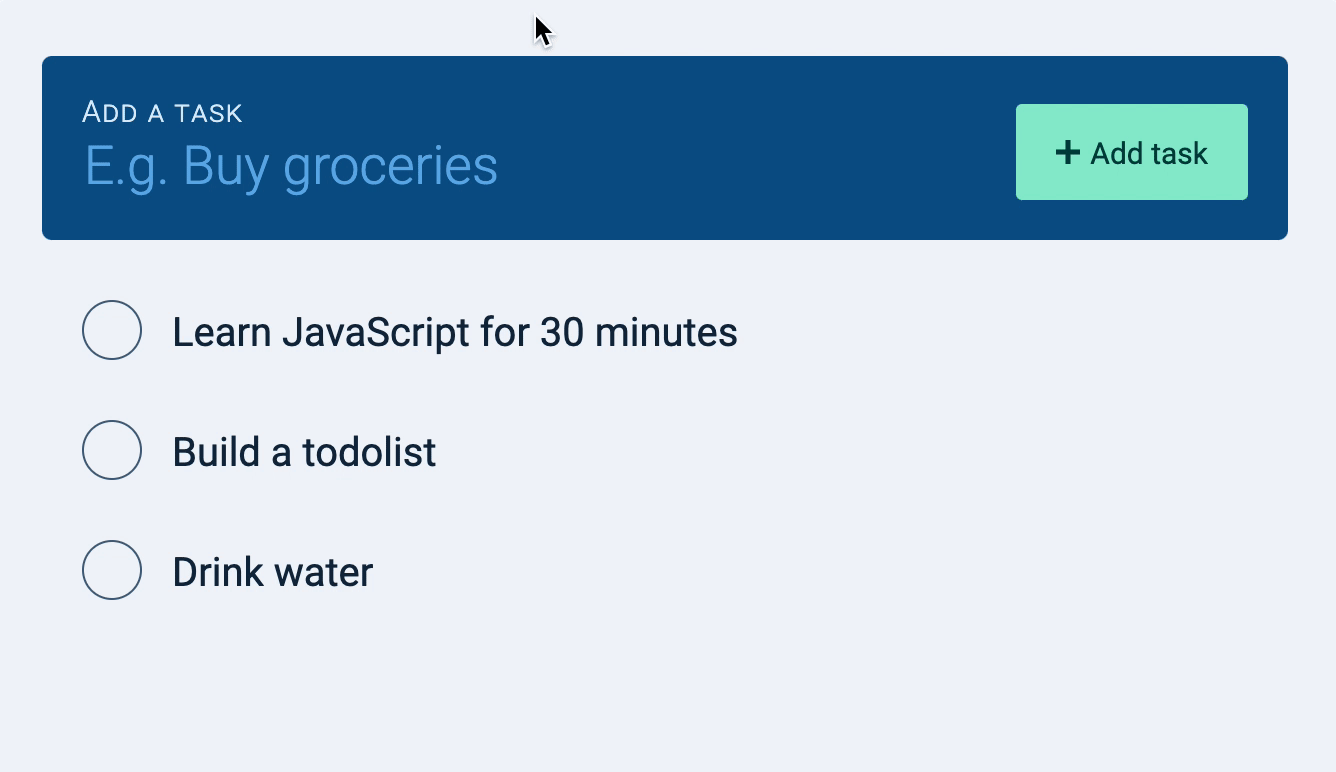 Add a task
E.g. Buy groceries
+ Add task
Learn JavaScript for 30 minutes
Build a todolist
Drink water